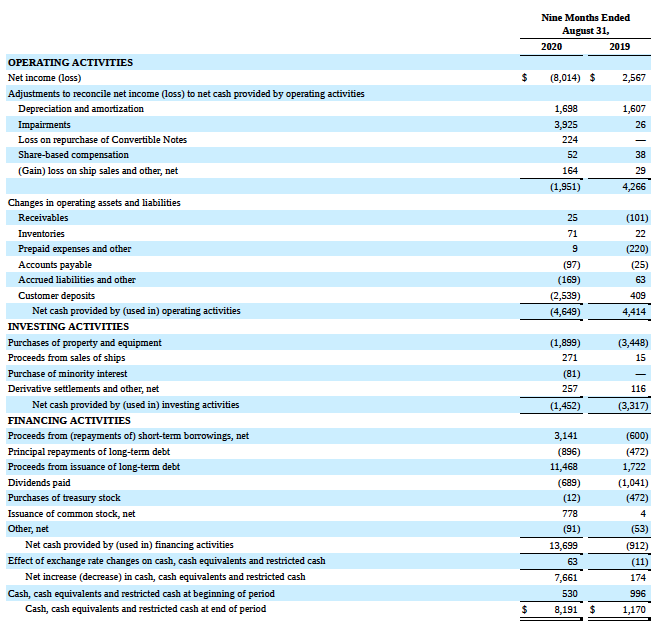 Nine Months Ended
August 31,
2020 2019
OPERATING ACTIVITIES
Net income (loss) $ (8,014) $ 2,567
Adjustments to reconcile net income (loss) to net cash provided by operating activities
Depreciation and amortization 1,698 1,607
Impairments 3,925 26
Loss on repurchase of Convertible Notes 224 —
Share-based compensation 52 38
(Gain) loss on ship sales and other, net 164 29
(1,951) 4,266
Changes in operating assets and liabilities
Receivables 25 (101)
Inventories 71 22
Prepaid expenses and other 9 (220)
Accounts payable (97) (25)
Accrued liabilities and other (169) 63
Customer deposits (2,539) 409
Net cash provided by (used in) operating activities (4,649) 4,414
INVESTING ACTIVITIES
Purchases of property and equipment (1,899) (3,448)
Proceeds from sales of ships 271 15
Purchase of minority interest (81) —
Derivative settlements and other, net 257 116
Net cash provided by (used in) investing activities (1,452) (3,317)
FINANCING ACTIVITIES
Proceeds from (repayments of) short-term borrowings, net 3,141 (600)
Principal repayments of long-term debt (896) (472)
Proceeds from issuance of long-term debt 11,468 1,722
Dividends paid (689) (1,041)
Purchases of treasury stock (12) (472)
Issuance of common stock, net 778 4
Other, net (91) (53)
Net cash provided by (used in) financing activities 13,699 (912)
Effect of exchange rate changes on cash, cash equivalents and restricted cash 63 (11)
Net increase (decrease) in cash, cash equivalents and restricted cash 7,661 174
Cash, cash equivalents and restricted cash at beginning of period 530 996
Cash, cash equivalents and restricted cash at end of period $ 8,191 $ 1,170